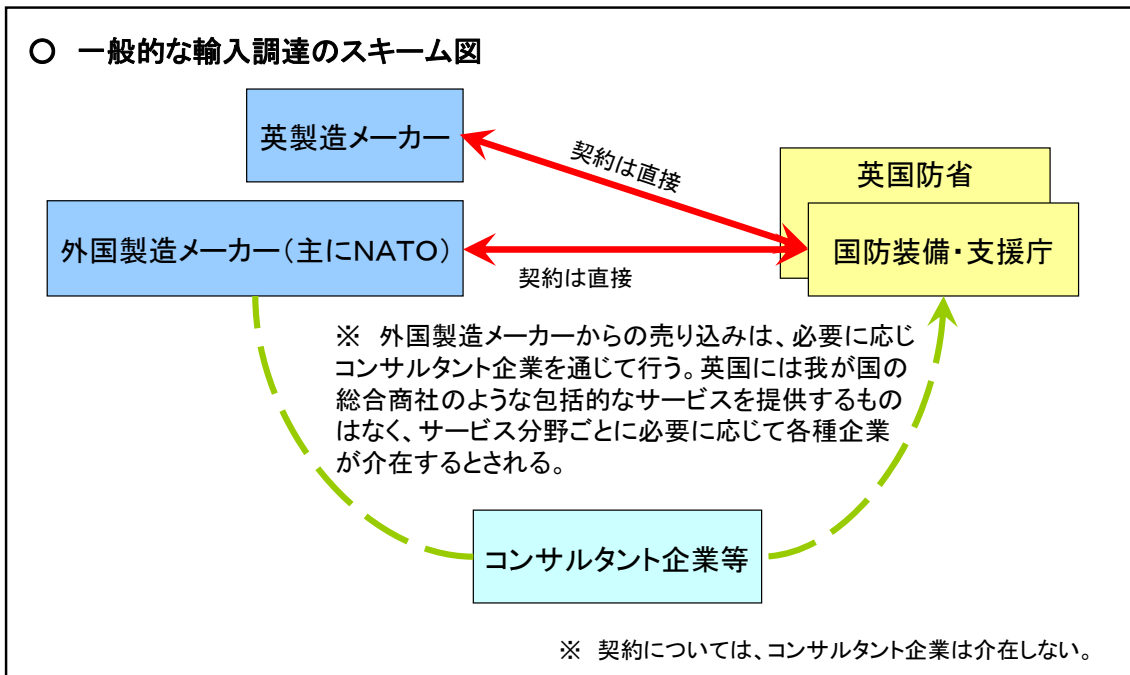 ○ 一般的な輸入調達のスキーム図
英製造メーカー
契約は直接
英国防省
外国製造メーカー(主にNATO)
国防装備・支援庁
契約は直接
※ 外国製造メーカーからの売り込みは、必要に応じ
コンサルタント企業を通じて行う。英国には我が国の
総合商社のような包括的なサービスを提供するもの
はなく、サービス分野ごとに必要に応じて各種企業
が介在するとされる。
コンサルタント企業等
※ 契約については、コンサルタント企業は介在しない。